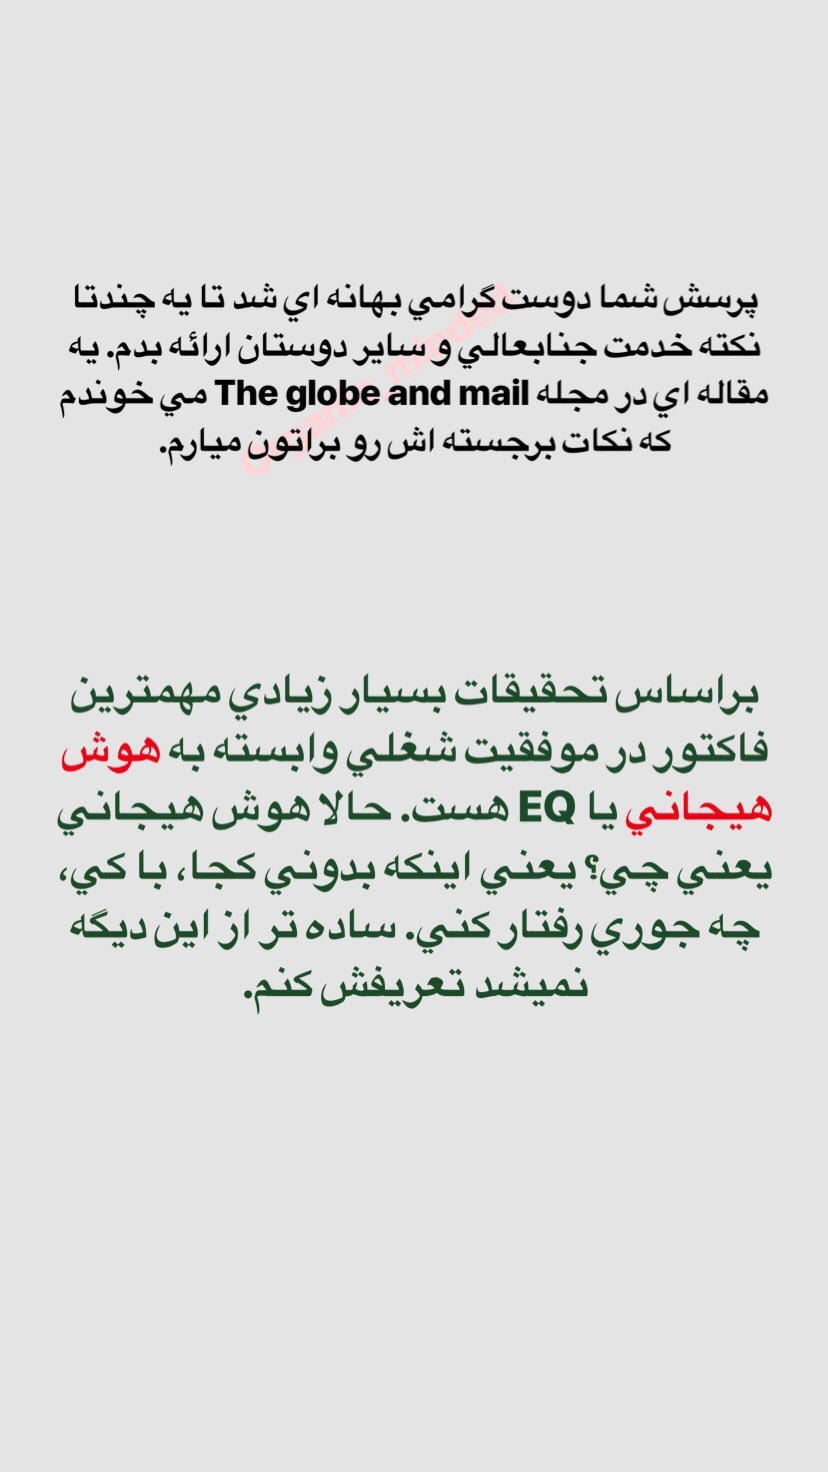 پرسش شما دوست گرامي بهانه اي شد تا يه چندتا
نكته خدمت جنابعالي و ساير دوستان ارائه بدم. يه
مقاله اي در مجله The globe and mail مي خوندم
كه نكات برجسته اش رو براتون ميارم.
براساس تحقيقات بسيار زيادي مهمترين
فاكتور در موفقيت شغلي وابسته به هوش
هيجاني يا EQ هست. حالا هوش هيجاني
يعني چي؟ يعني اينكه بدوني كجا، با كي،
چه جوري رفتار كني. ساده تر از اين ديگه
نميشد تعريفش كنم.